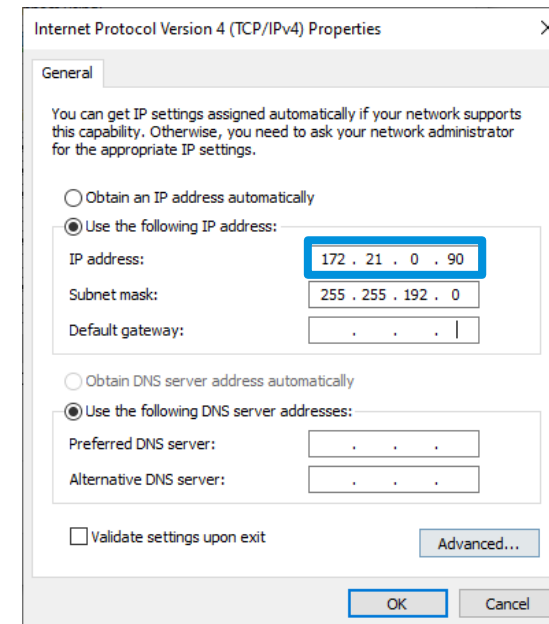 Internet Protocol Version 4 (TCP/IPv4) Properties
General
You can get IP settings assigned automatically if your network supports
this capability. Otherwise, you need to ask your network administrator
for the appropriate IP settings.
Obtain an IP address automatically
Use the following IP address:
IP address: 172 . 21 . 0 . 90
Subnet mask: 255 . 255 . 192 . 0
Default gateway: . . .
Obtain DNS server address automatically
Use the following DNS server addresses:
Preferred DNS server: . . .
Alternative DNS server: . . .
Validate settings upon exit
Advanced...
OK Cancel